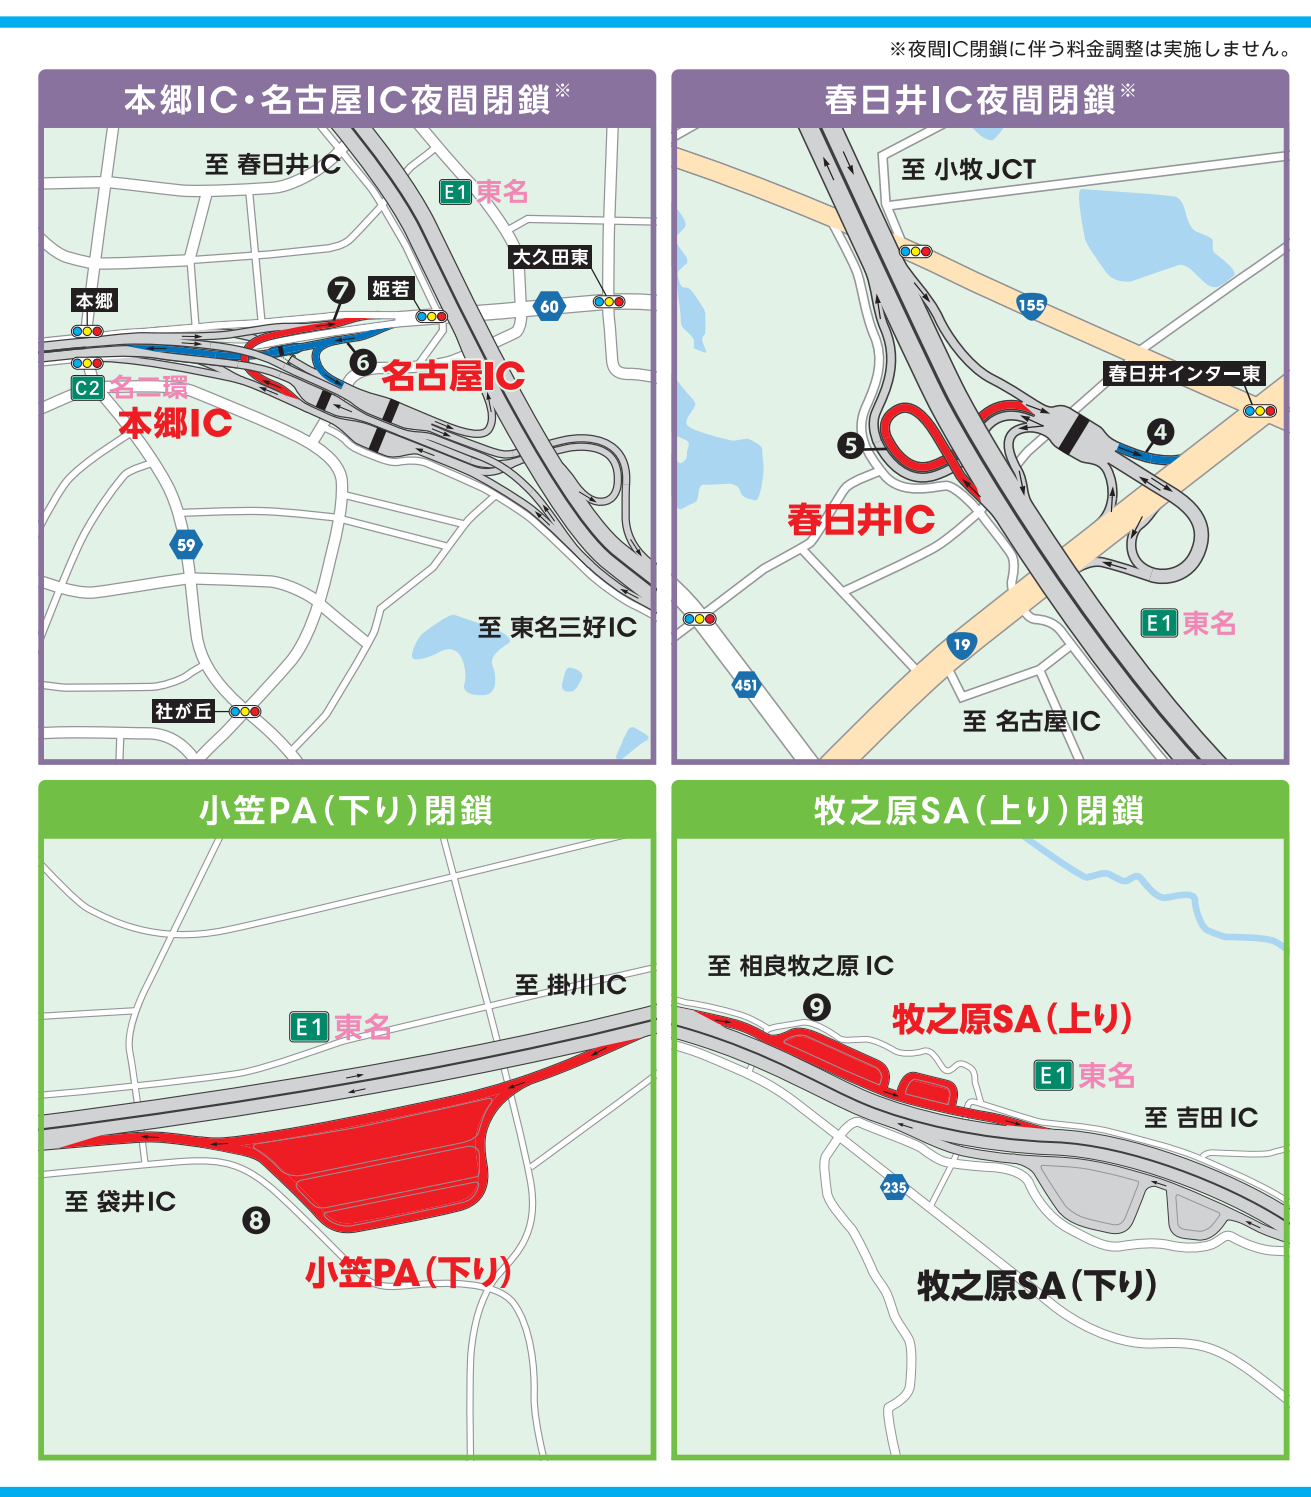 ※夜間IC閉鎖に伴う料金調整は実施しません。
本郷IC・名古屋IC夜間閉鎖※
至 春日井IC
E1 東名
大久田東
7
姫若
本郷
60
6
名古屋IC
C2 名二環
本郷IC
59
至 東名三好IC
社が丘
春日井IC夜間閉鎖※
至 小牧JCT
155
春日井インター東
4
5
春日井IC
E1 東名
19
451
至 名古屋IC
小笠PA(下り)閉鎖
至 掛川IC
E1 東名
至 袋井IC
8
小笠PA(下り)
牧之原SA(上り)閉鎖
至 相良牧之原 IC
9
牧之原SA(上り)
E1 東名
至 吉田 IC
235
牧之原SA(下り)